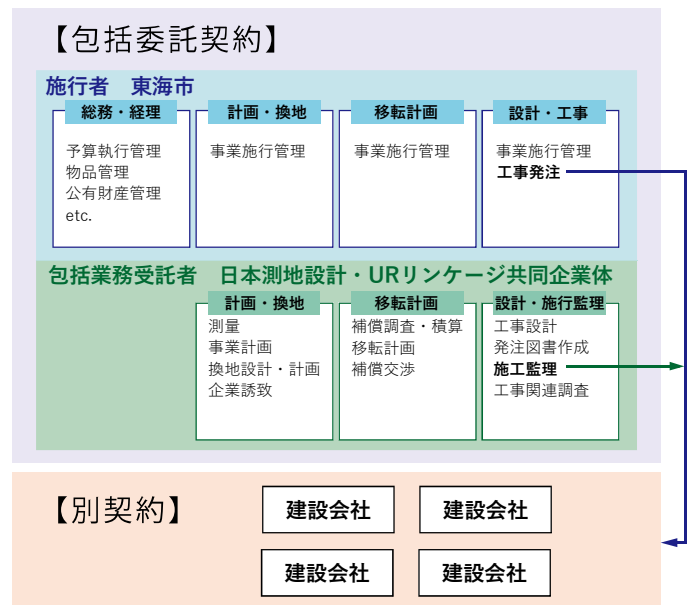 【包括委託契約】
施行者　東海市
総務・経理
予算執行管理
物品管理
公有財産管理
etc.
計画・換地
事業施行管理
移転計画
事業施行管理
設計・工事
事業施行管理
工事発注
包括業務受託者　日本測地設計・URリンケージ共同企業体
計画・換地
測量
事業計画
換地設計・計画
企業誘致
移転計画
補償調査・積算
移転計画
補償交渉
設計・施行監理
工事設計
発注図書作成
施工監理
工事関連調査
【別契約】
建設会社
建設会社
建設会社
建設会社